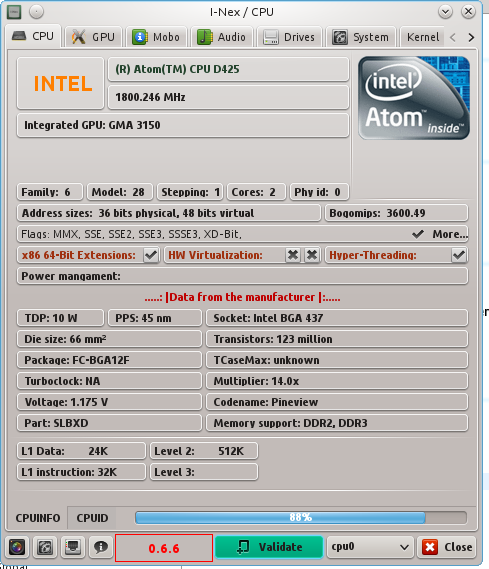 I-Nex / CPU
CPU GPU Mobo Audio Drives System Kernel
INTEL
(R) Atom(TM) CPU D425
1800.246 MHz
Integrated GPU: GMA 3150
intel
Atom
inside™
Family: 6 Model: 28 Stepping: 1 Cores: 2 Phy id: 0
Address sizes: 36 bits physical, 48 bits virtual Bogomips: 3600.49
Flags: MMX, SSE, SSE2, SSE3, SSSE3, XD-Bit, More...
x86 64-Bit Extensions: HW Virtualization: Hyper-Threading:
Power mangament:
.....: |Data from the manufacturer |:.....
TDP: 10 W PPS: 45 nm Socket: Intel BGA 437
Die size: 66 mm² Transistors: 123 million
Package: FC-BGA12F TCaseMax: unknown
Turboclock: NA Multiplier: 14.0x
Voltage: 1.175 V Codename: Pineview
Part: SLBXD Memory support: DDR2, DDR3
L1 Data: 24K Level 2: 512K
L1 instruction: 32K Level 3:
CPUINFO CPUID 88%
0.6.6 Validate cpu0 Close